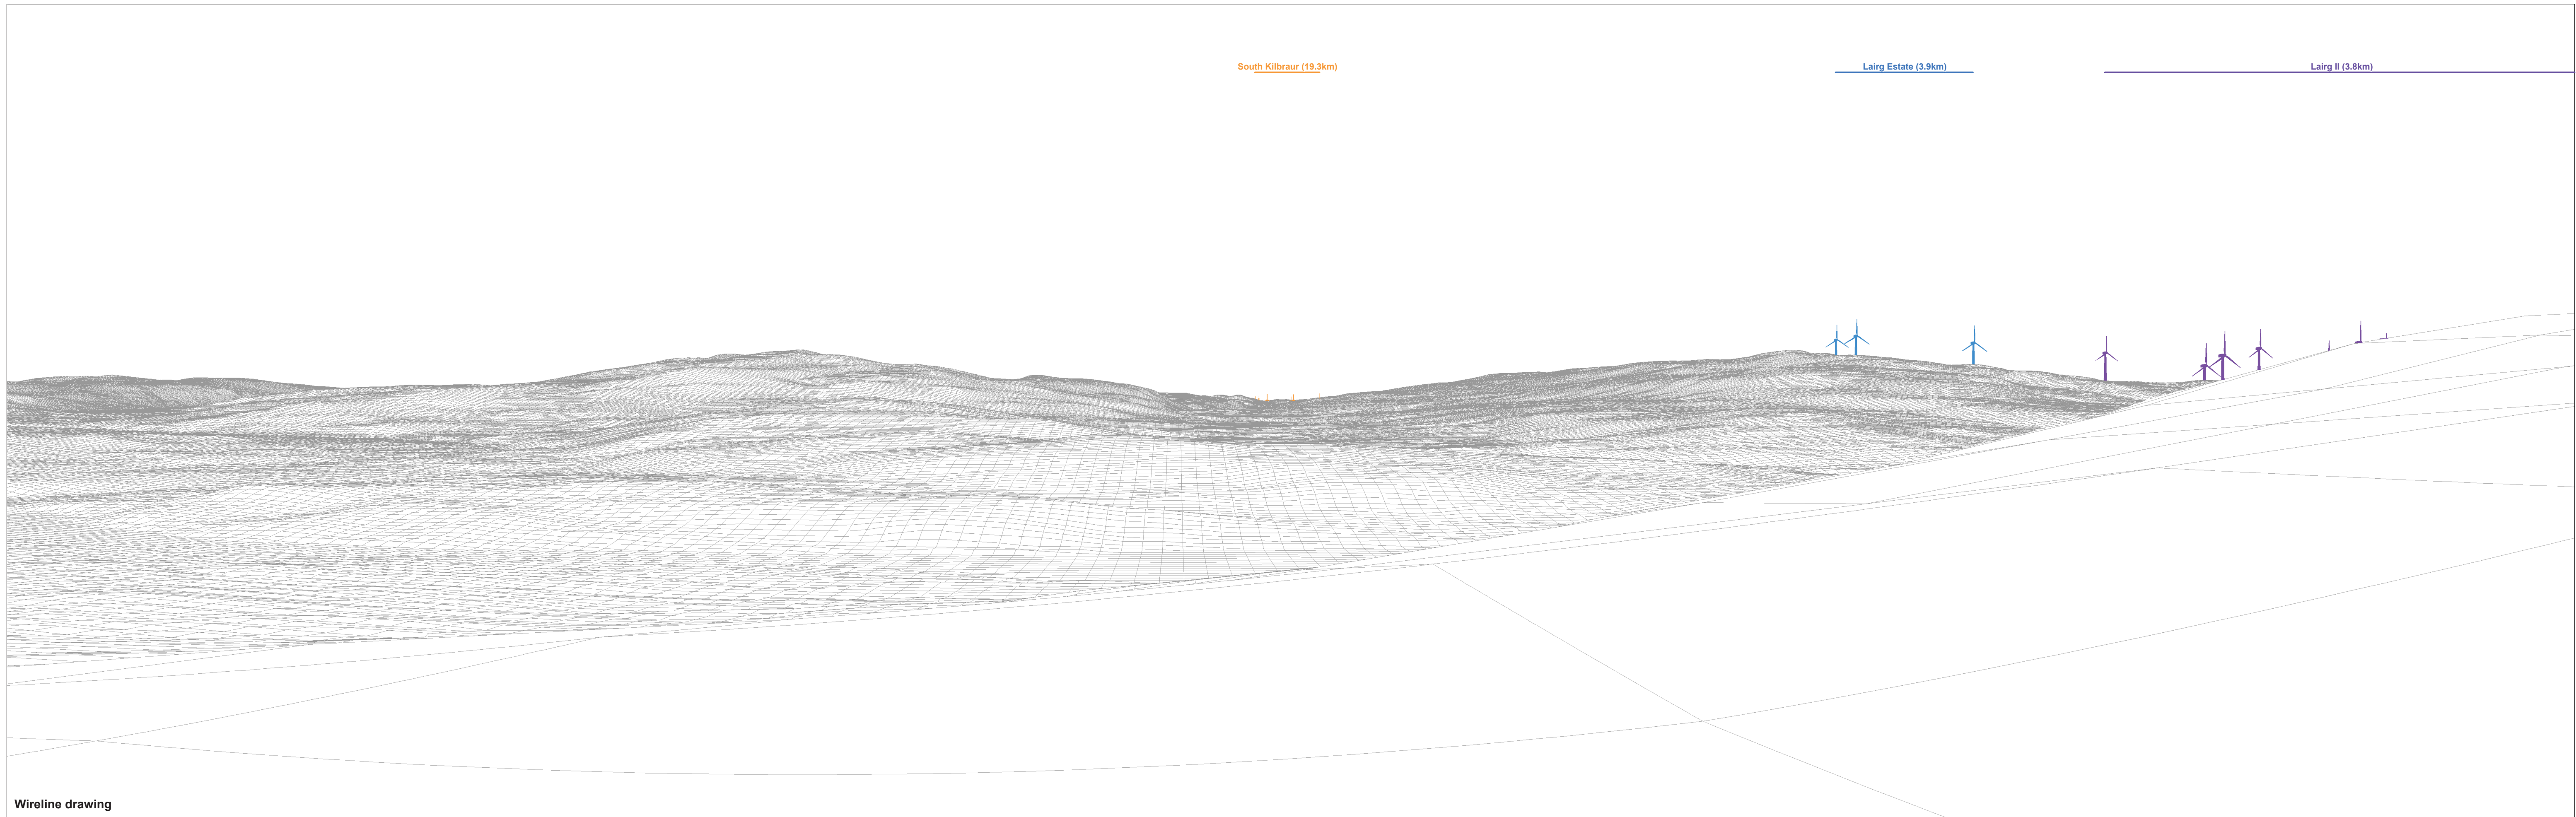 South Kilbraur (19.3km)
Lairg Estate (3.9km)
Lairg II (3.8km)
Wireline drawing